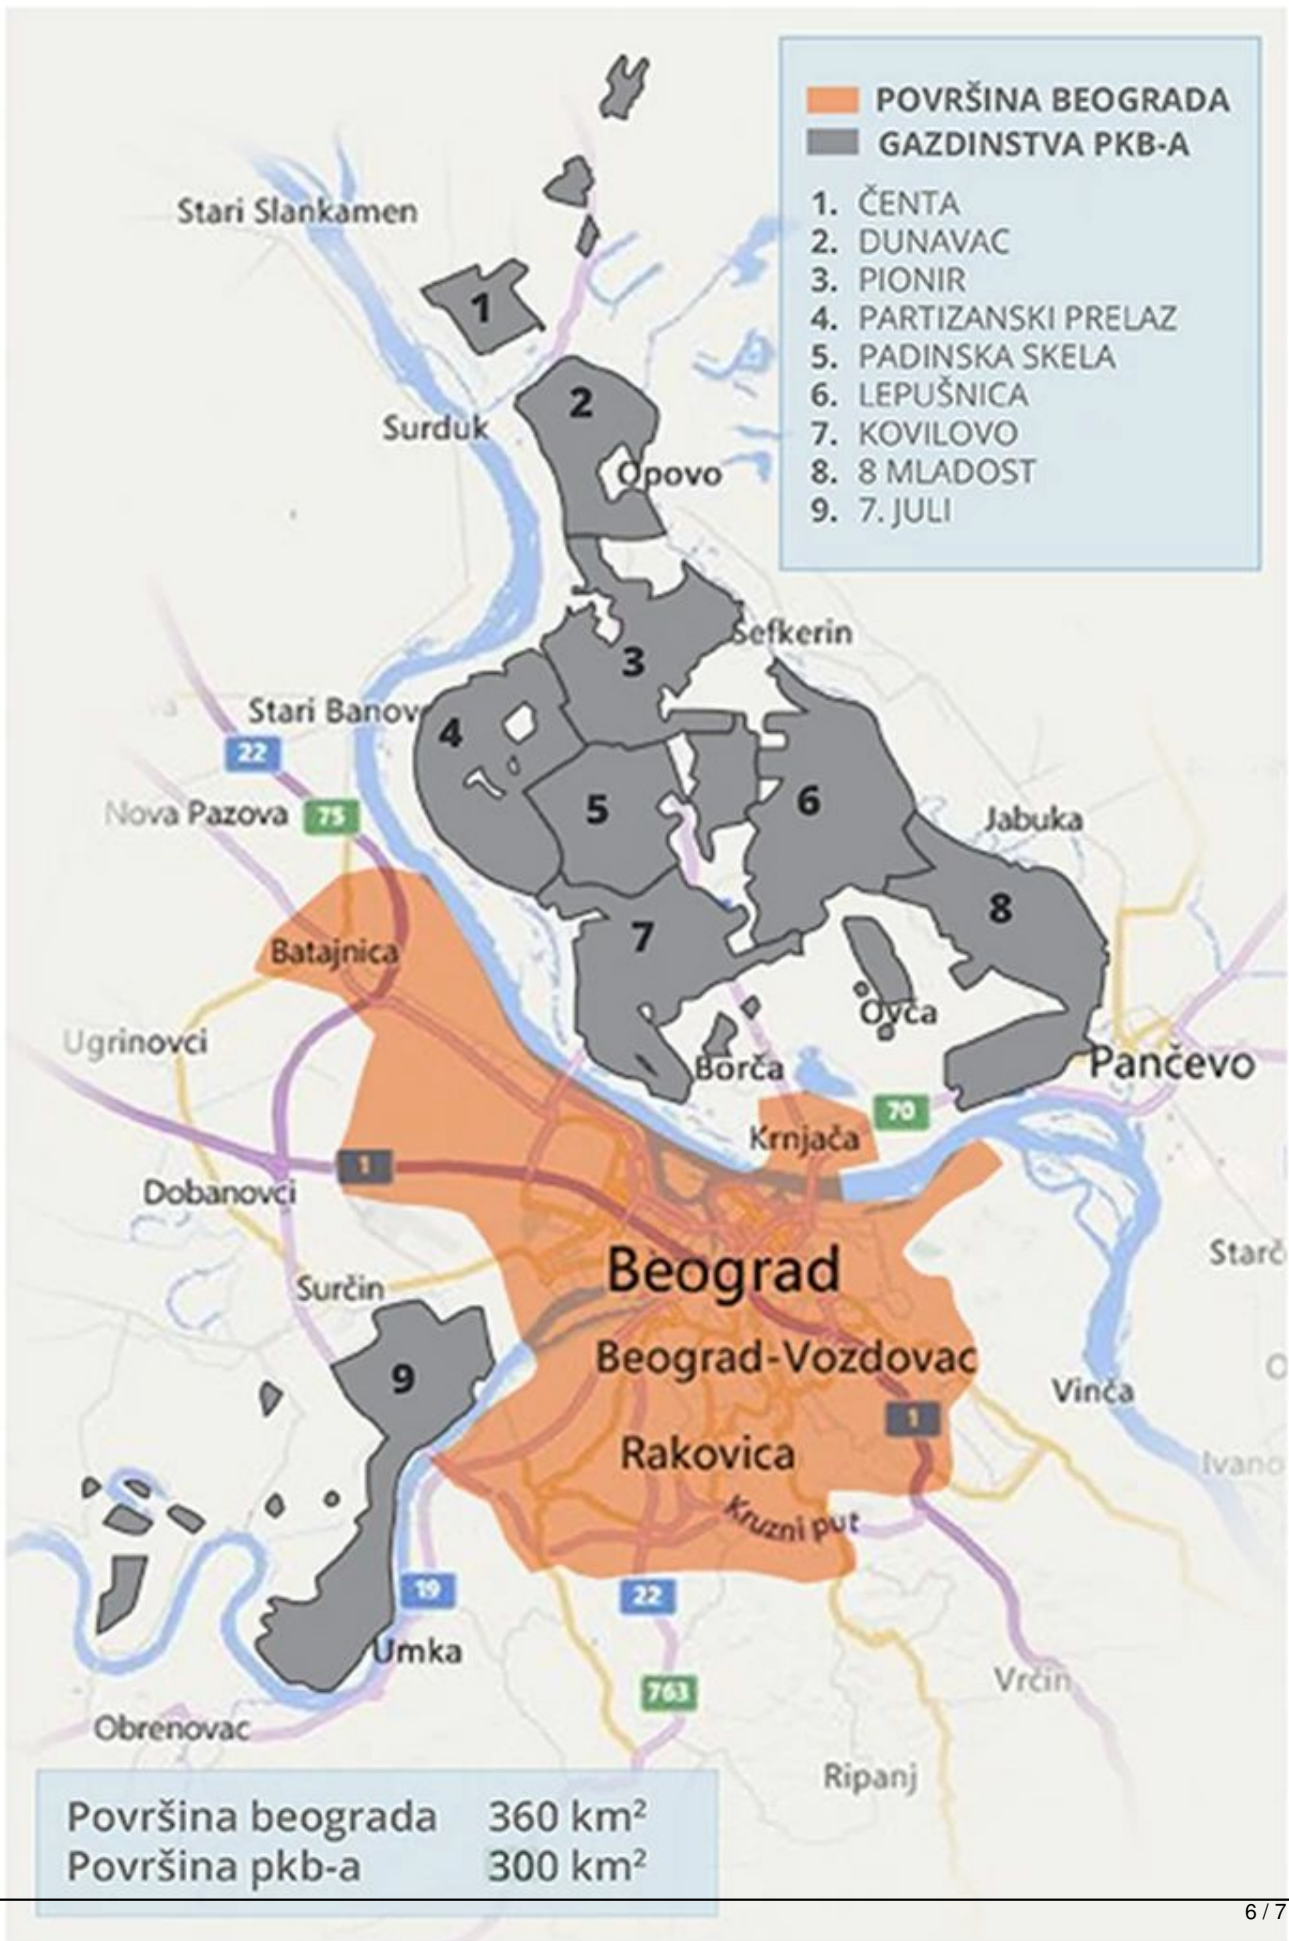 POVRŠINA BEOGRADA
GAZDINSTVA PKB-A
1. ČENTA
2. DUNAVAC
3. PIONIR
4. PARTIZANSKI PRELAZ
5. PADINSKA SKELA
6. LEPUŠNICA
7. KOVILOVO
8. 8 MLADOST
9. 7. JULI
Stari Slankamen
1
2
Surduk
Opovo
Sefkerin
3
Stari Banov
4
22
Nova Pazova
75
5
6
Jabuka
8
7
Batajnica
Ovča
Ugrinovci
Borča
Pančevo
70
Krnjača
1
Dobanovci
Beograd
Starč
Surčin
Beograd-Vozdovac
9
Vinča
1
Rakovica
Ivano
Kruzni put
19
22
Umka
Vrčin
763
Obrenovac
Ripanj
Površina beograda 360 km²
Površina pkb-a 300 km²
6 / 7